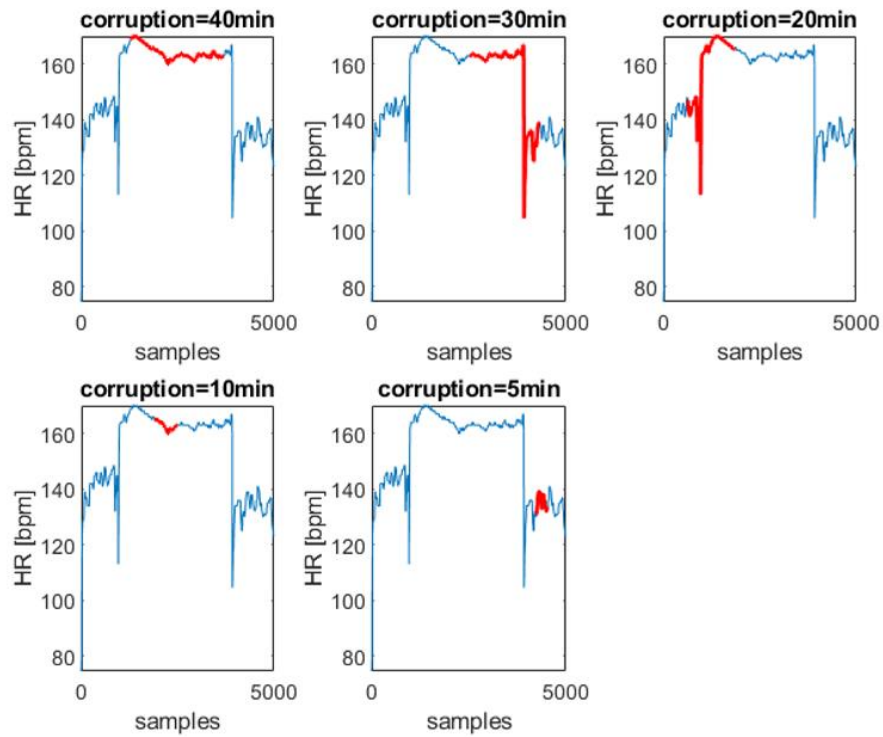 corruption=40min
160
140
120
100
80
HR [bpm]
0 5000
samples
corruption=30min
160
140
120
100
80
HR [bpm]
0 5000
samples
corruption=20min
160
140
120
100
80
HR [bpm]
0 5000
samples
corruption=10min
160
140
120
100
80
HR [bpm]
0 5000
samples
corruption=5min
160
140
120
100
80
HR [bpm]
0 5000
samples